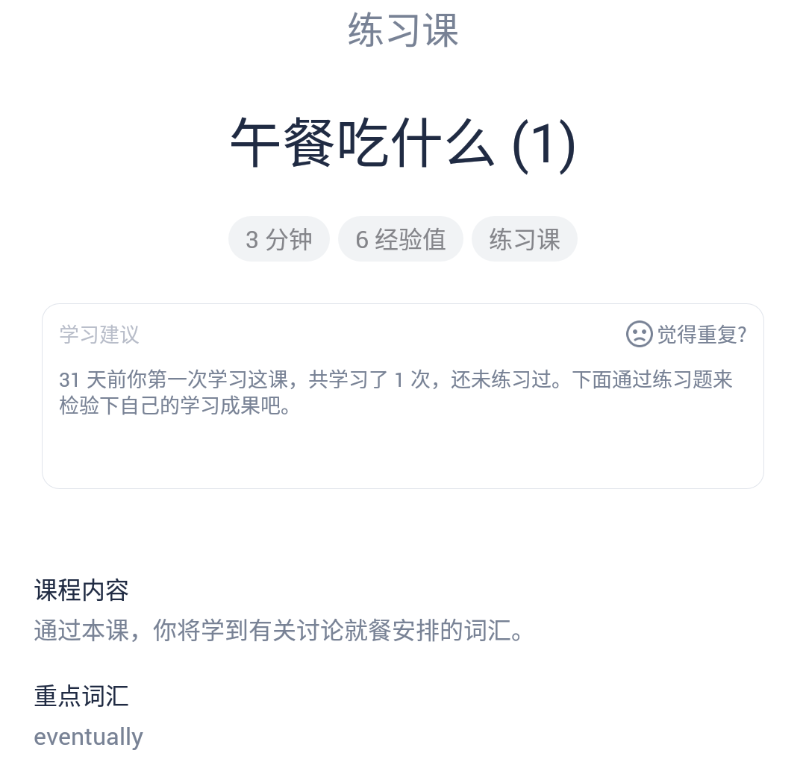 练习课
午餐吃什么 (1)
3 分钟 6 经验值 练习课
学习建议 觉得重复?
31 天前你第一次学习这课，共学习了 1 次，还未练习过。下面通过练习题来
检验下自己的学习成果吧。
课程内容
通过本课，你将学到有关讨论就餐安排的词汇。
重点词汇
eventually